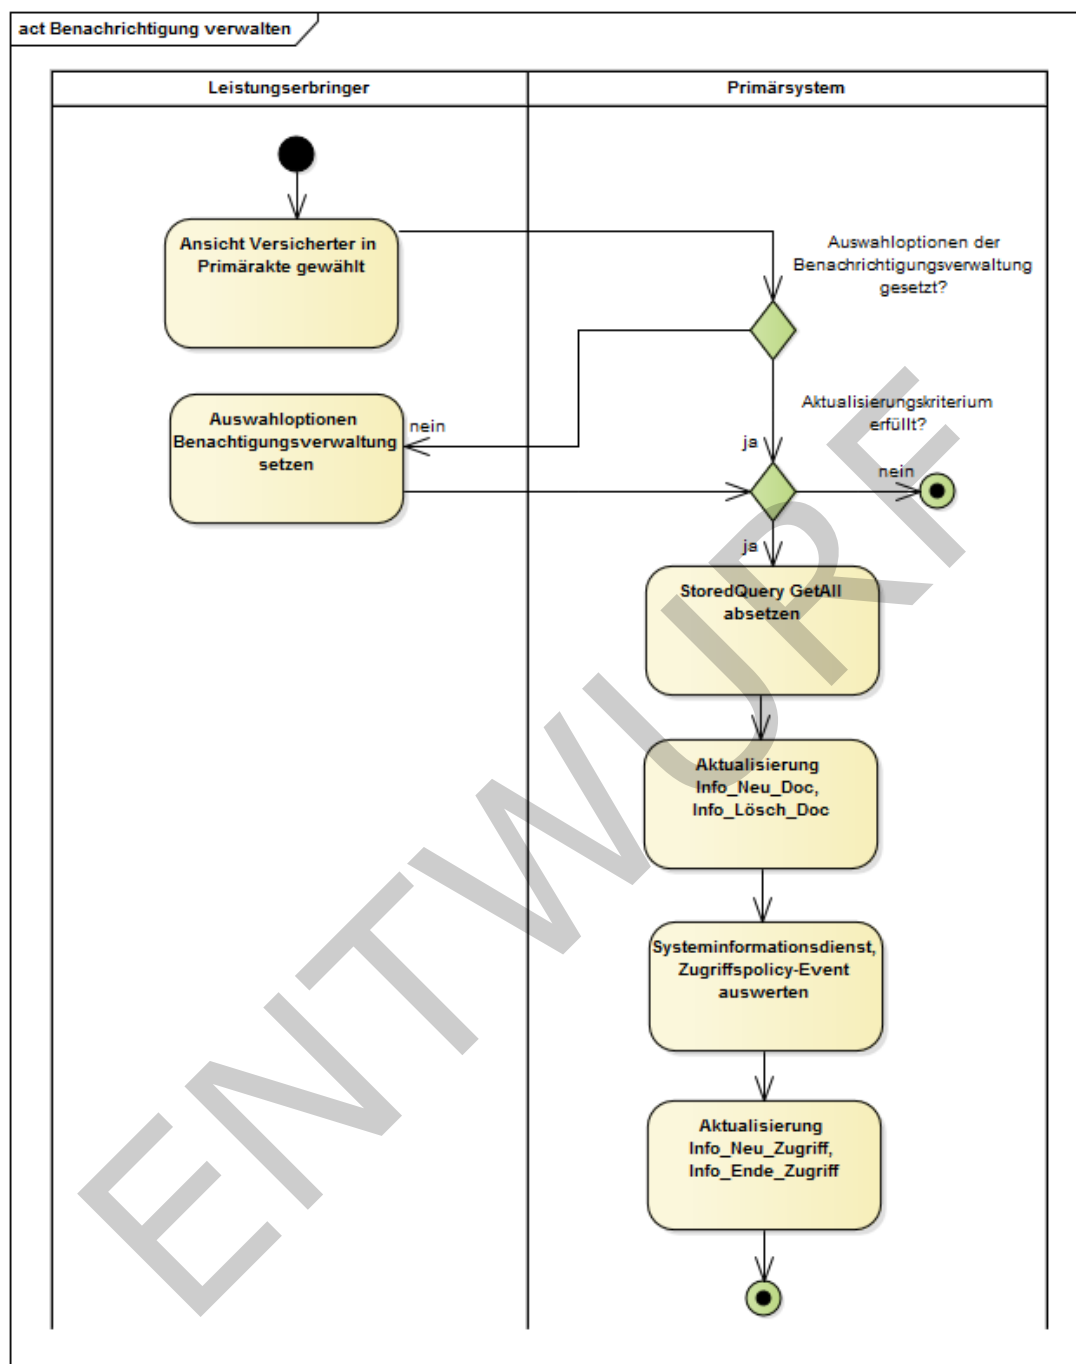 act Benachrichtigung verwalten
Leistungserbringer
Primärsystem
Ansicht Versicherter in
Primärakte gewählt
Auswahloptionen der
Benachrichtigungsverwaltung
gesetzt?
Auswahloptionen
Benachtigungsverwaltung
setzen
nein
Aktualisierungskriterium
erfüllt?
ja
nein
ja
StoredQuery GetAll
absetzen
Aktualisierung
Info_Neu_Doc,
Info_Lösch_Doc
Systeminformationsdienst,
Zugriffspolicy-Event
auswerten
Aktualisierung
Info_Neu_Zugriff,
Info_Ende_Zugriff
ENTWURF